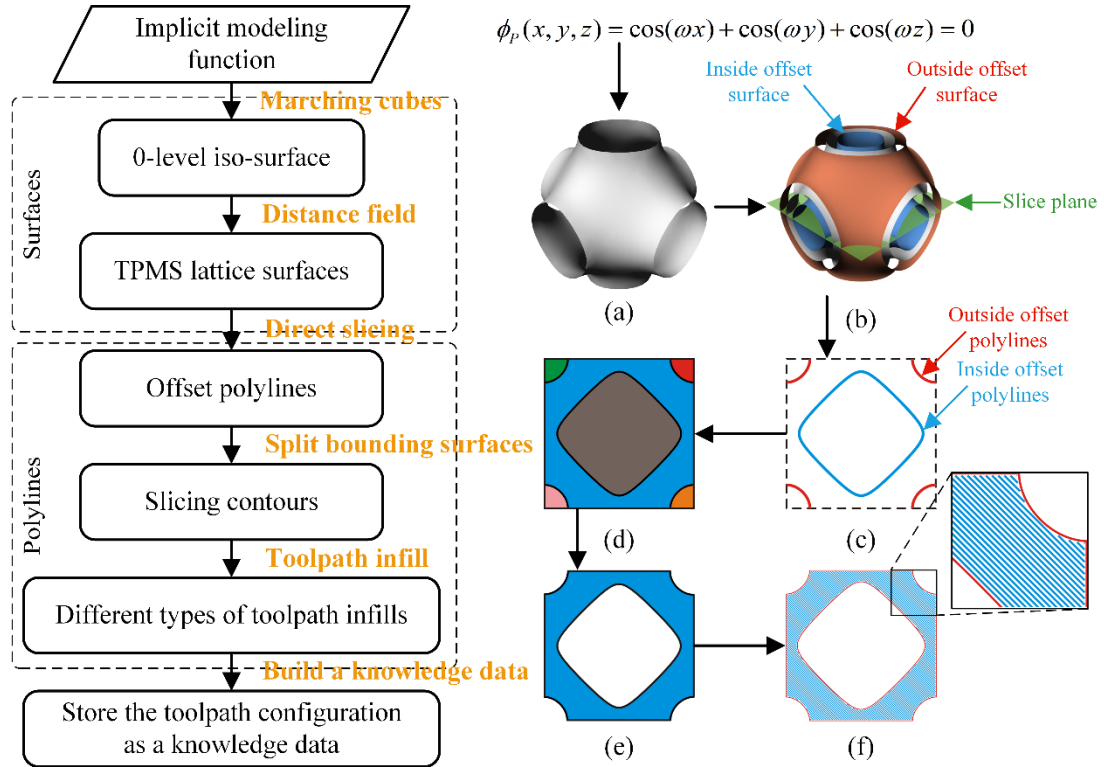 Implicit modeling
function
Marching cubes
0-level iso-surface
Distance field
TPMS lattice surfaces
Surfaces
Direct slicing
Offset polylines
Split bounding surfaces
Slicing contours
Toolpath infill
Different types of toolpath infills
Polylines
Build a knowledge data
Store the toolpath configuration
as a knowledge data
ϕ_P(x, y, z) = cos(ωx) + cos(ωy) + cos(ωz) = 0
Inside offset
surface
Outside offset
surface
Slice plane
(a)
(b)
Outside offset
polylines
Inside offset
polylines
(d)
(c)
(e)
(f)